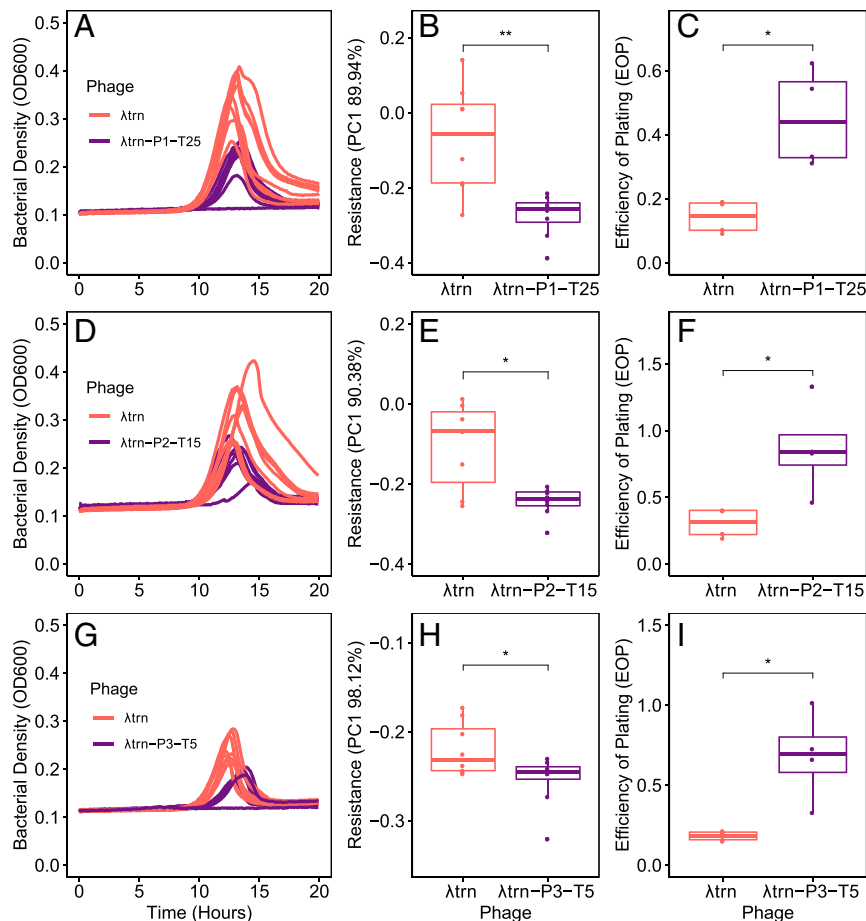 A
Bacterial Density (OD600)
0.5
0.4
0.3
0.2
0.1
0.0
Phage
λtrn
λtrn-P1-T25
0 5 10 15 20
B
Resistance (PC1 89.94%)
0.2
0.0
−0.2
−0.4
**
λtrn λtrn−P1−T25
C
Efficiency of Plating (EOP)
0.6
0.4
0.2
0.0
*
λtrn λtrn−P1−T25
D
Bacterial Density (OD600)
0.5
0.4
0.3
0.2
0.1
0.0
Phage
λtrn
λtrn−P2−T15
0 5 10 15 20
E
Resistance (PC1 90.38%)
0.2
0.0
−0.2
−0.4
*
λtrn λtrn−P2−T15
F
Efficiency of Plating (EOP)
1.5
1.0
0.5
0.0
*
λtrn λtrn−P2−T15
G
Bacterial Density (OD600)
0.5
0.4
0.3
0.2
0.1
0.0
Phage
λtrn
λtrn−P3−T5
0 5 10 15 20
Time (Hours)
H
Resistance (PC1 98.12%)
−0.1
−0.2
−0.3
*
λtrn λtrn−P3−T5
Phage
I
Efficiency of Plating (EOP)
1.5
1.0
0.5
0.0
*
λtrn λtrn−P3−T5
Phage